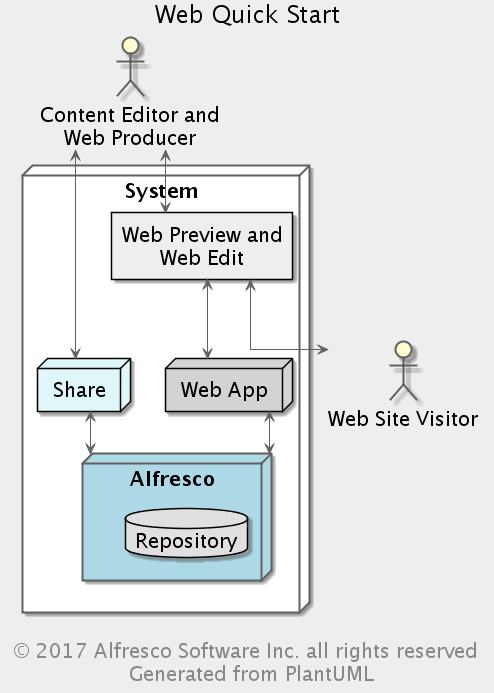 Web Quick Start
Content Editor and
Web Producer
System
Web Preview and
Web Edit
Share
Web App
Web Site Visitor
Alfresco
Repository
© 2017 Alfresco Software Inc. all rights reserved
Generated from PlantUML